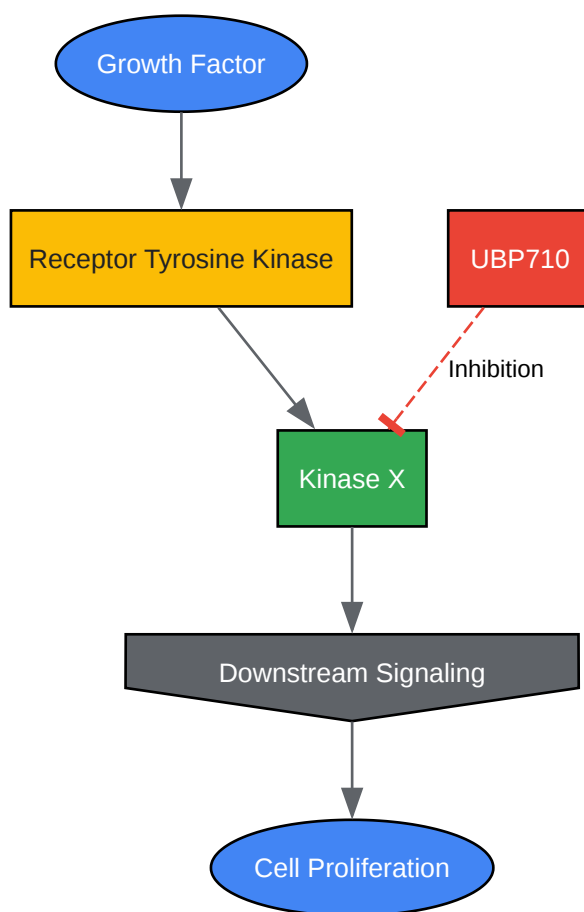 Growth Factor
Receptor Tyrosine Kinase
UBP710
Inhibition
Kinase X
Downstream Signaling
Cell Proliferation